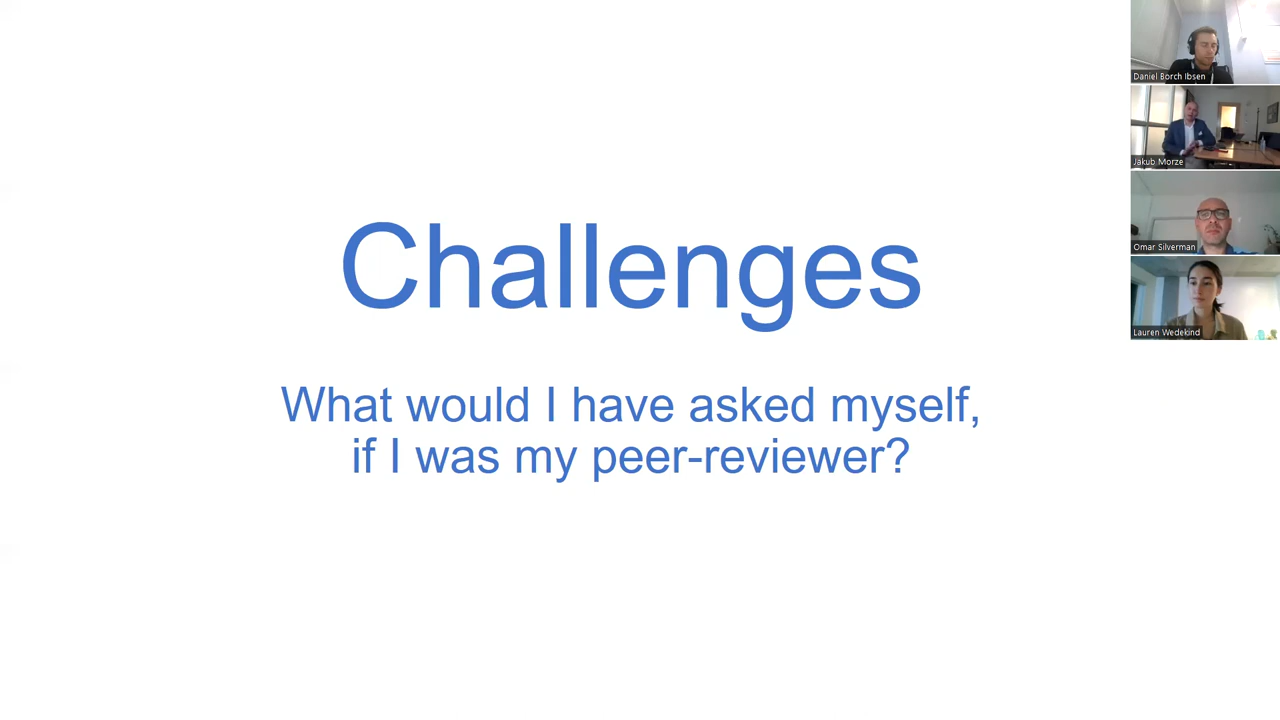 Challenges
What would I have asked myself,
if I was my peer-reviewer?
Daniel Borch Ibsen
Jakub Morze
Omar Silverman
Lauren Wedekind